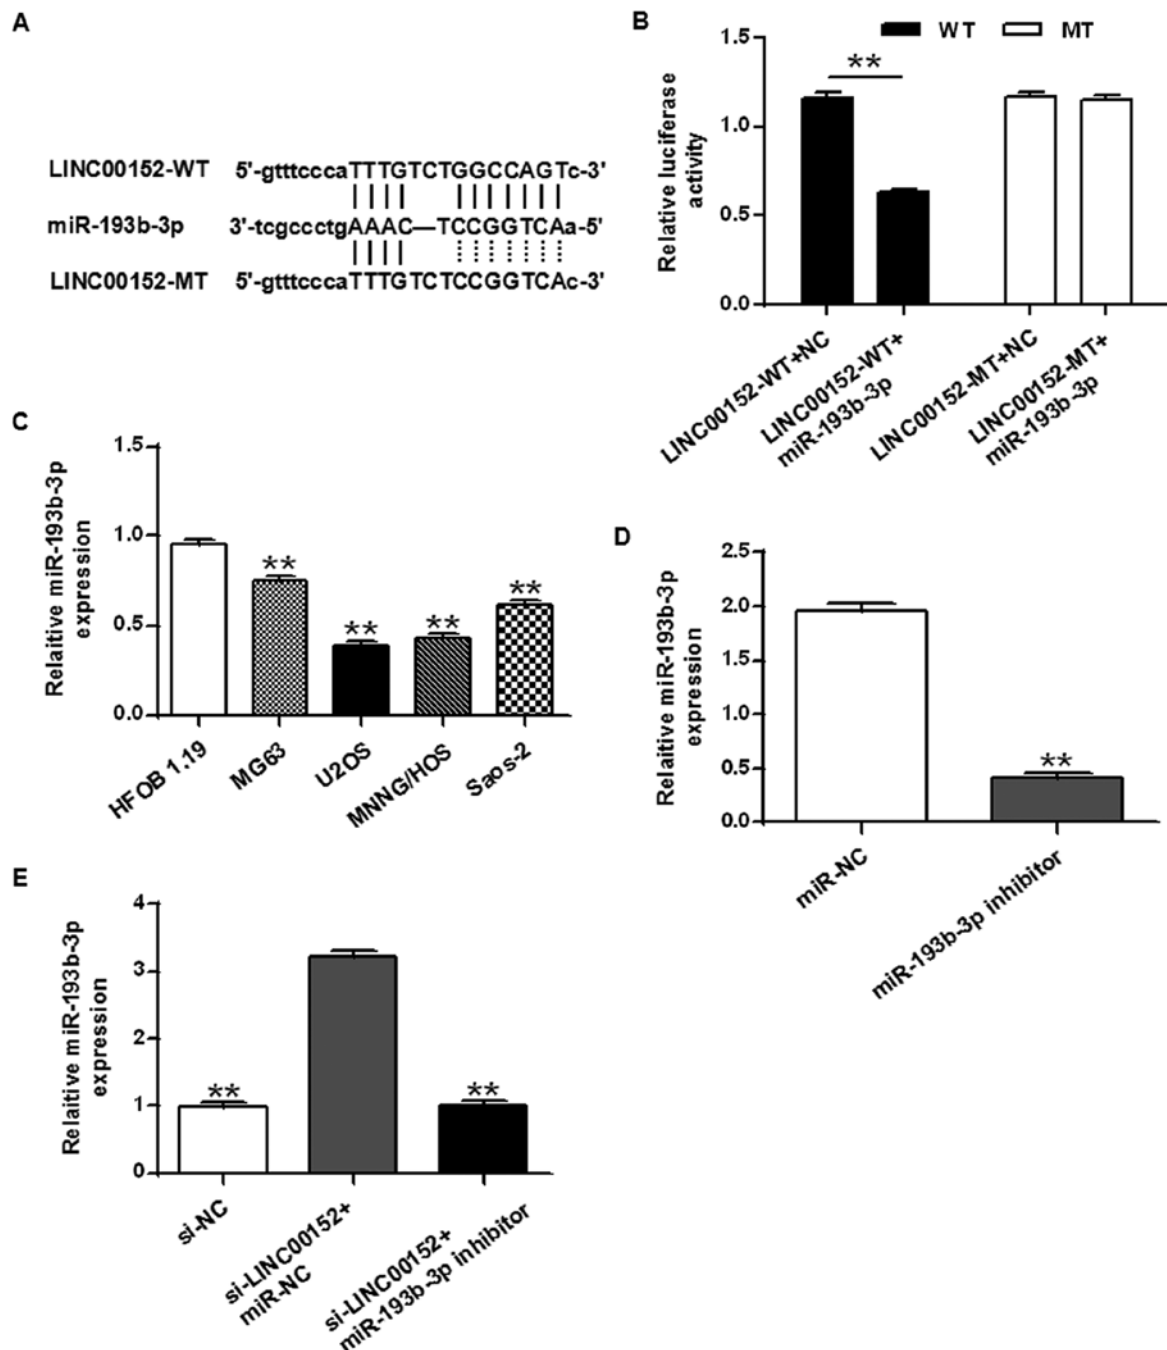 A
LINC00152-WT 5'-gtttcccaTTTGTCTGGCCAGTc-3'
miR-193b-3p 3'-tcgccctgAAAC—TCCGGTCAa-5'
LINC00152-MT 5'-gtttcccaTTTGTCTCCGGTCAc-3'
B
WT MT
Relative luciferase
activity
1.5
1.0
0.5
0.0
**
LINC00152-WT+NC
LINC00152-WT+
miR-193b-3p
LINC00152-MT+NC
LINC00152-MT+
miR-193b-3p
C
Relaitive miR-193b-3p
expression
1.5
1.0
0.5
0.0
**
**
**
**
HFOB 1.19
MG63
U2OS
MNNG/HOS
Saos-2
D
Relaitive miR-193b-3p
expression
2.5
2.0
1.5
1.0
0.5
0.0
**
miR-NC
miR-193b-3p inhibitor
E
Relaitive miR-193b-3p
expression
4
3
2
1
0
**
**
si-NC
si-LINC00152+
miR-NC
si-LINC00152+
miR-193b-3p inhibitor